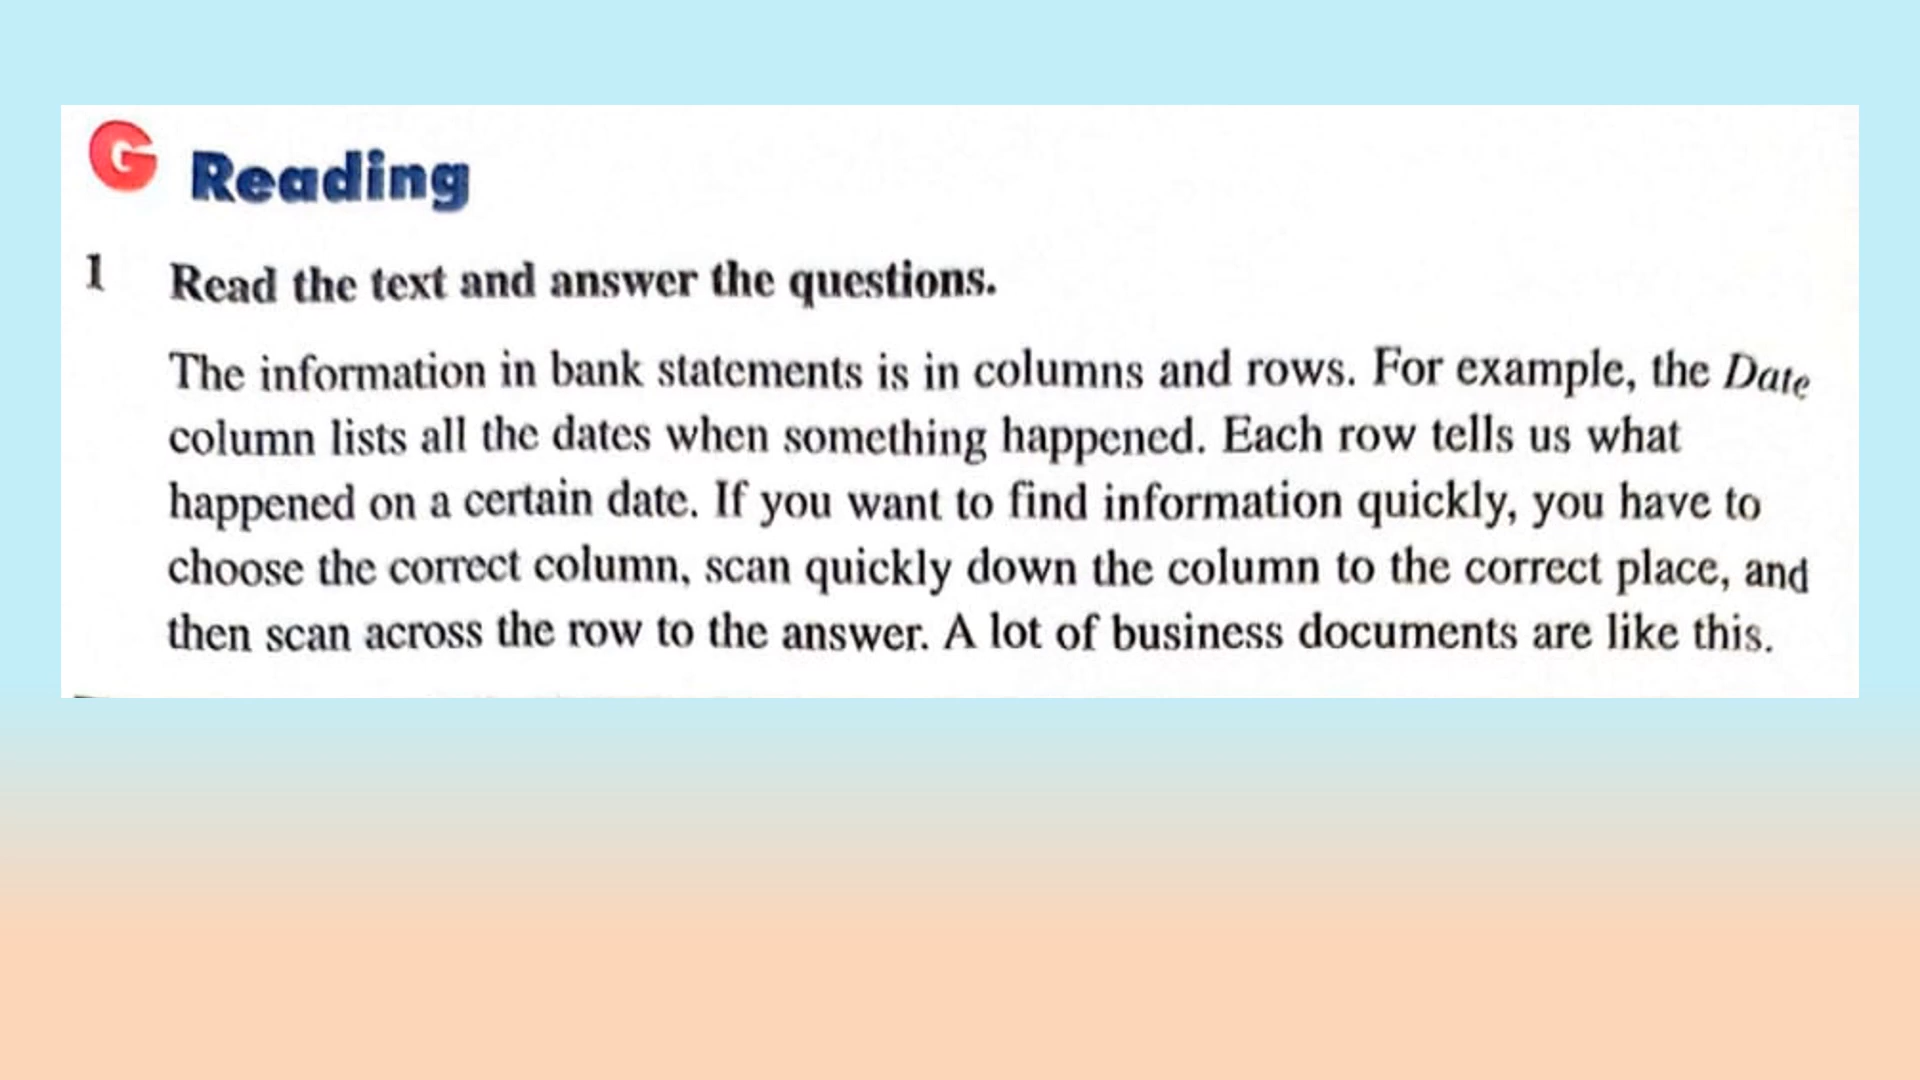 G Reading
1 Read the text and answer the questions.
The information in bank statements is in columns and rows. For example, the Date
column lists all the dates when something happened. Each row tells us what
happened on a certain date. If you want to find information quickly, you have to
choose the correct column, scan quickly down the column to the correct place, and
then scan across the row to the answer. A lot of business documents are like this.